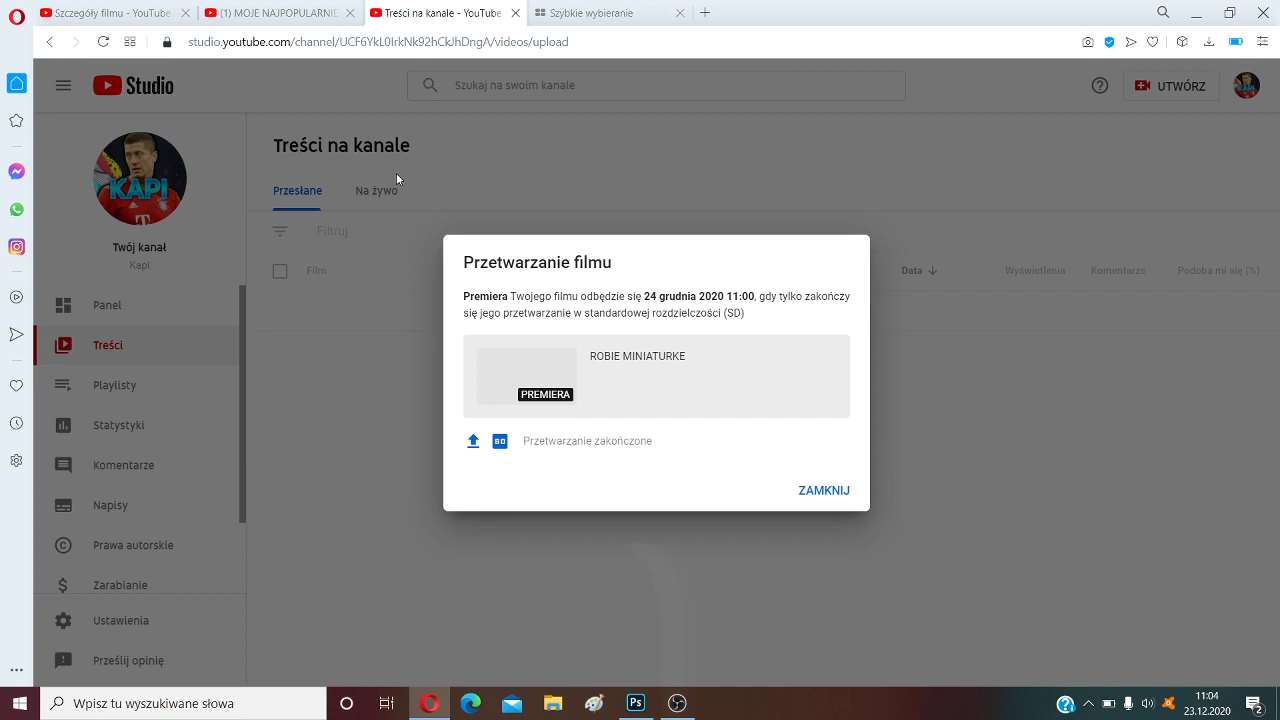 Szczegóły filmu - YouTube
(1) MOJE NAJPOPULARNIE
Treści na kanale - YouTube
Szybkie wybieranie
studio.youtube.com/channel/UCF6YkL0IrkNk92hCkJhDngA/videos/upload
Studio
Szukaj na swoim kanale
UTWÓRZ
KAPI
Twój kanał
Kapi
Panel
Treści
Playlisty
Statystyki
Komentarze
Napisy
Prawa autorskie
Zarabianie
Ustawienia
Prześlij opinię
Treści na kanale
Przesłane
Na żywo
Filtruj
Film
Data
Wyświetlenia
Komentarze
Podoba mi się (%)
Przetwarzanie filmu
Premiera Twojego filmu odbędzie się 24 grudnia 2020 11:00, gdy tylko zakończy
się jego przetwarzanie w standardowej rozdzielczości (SD)
ROBIE MINIATURKE
PREMIERA
SD
Przetwarzanie zakończone
ZAMKNIJ
Wpisz tu wyszukiwane słowa
Ps
11:04
23.12.2020
2